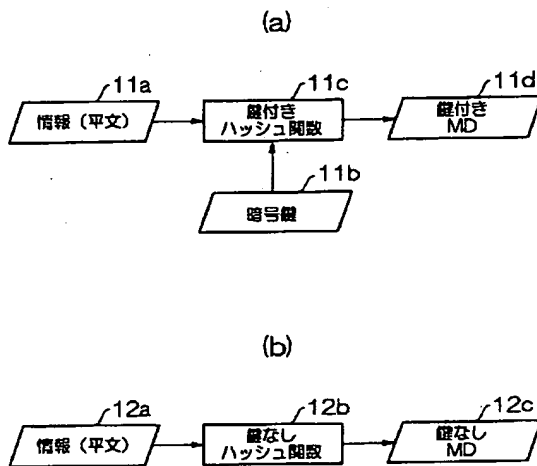 (a)
11a
11c
11d
情報（平文）
鍵付き
ハッシュ関数
鍵付き
MD
11b
暗号鍵
(b)
12a
12b
12c
情報（平文）
鍵なし
ハッシュ関数
鍵なし
MD